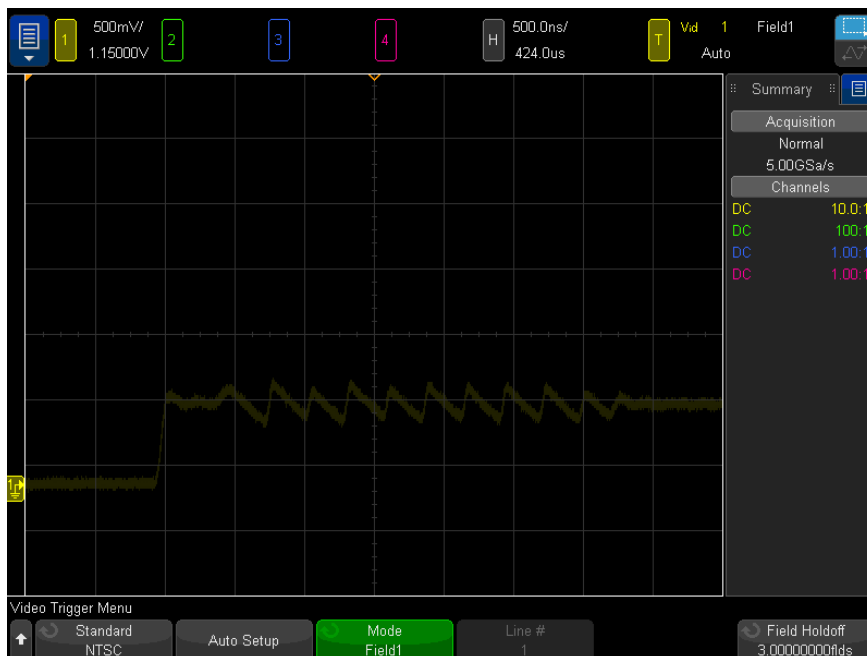 1 500mV/ 2 3 4 H 500.0ns/ T Vid 1 Field1
1.15000V 424.0us Auto
Summary
Acquisition
Normal
5.00GSa/s
Channels
DC 10.0:1
DC 100:1
DC 1.00:1
DC 1.00:1
1
Video Trigger Menu
Standard
NTSC
Auto Setup
Mode
Field1
Line #
1
Field Holdoff
3.00000000flds